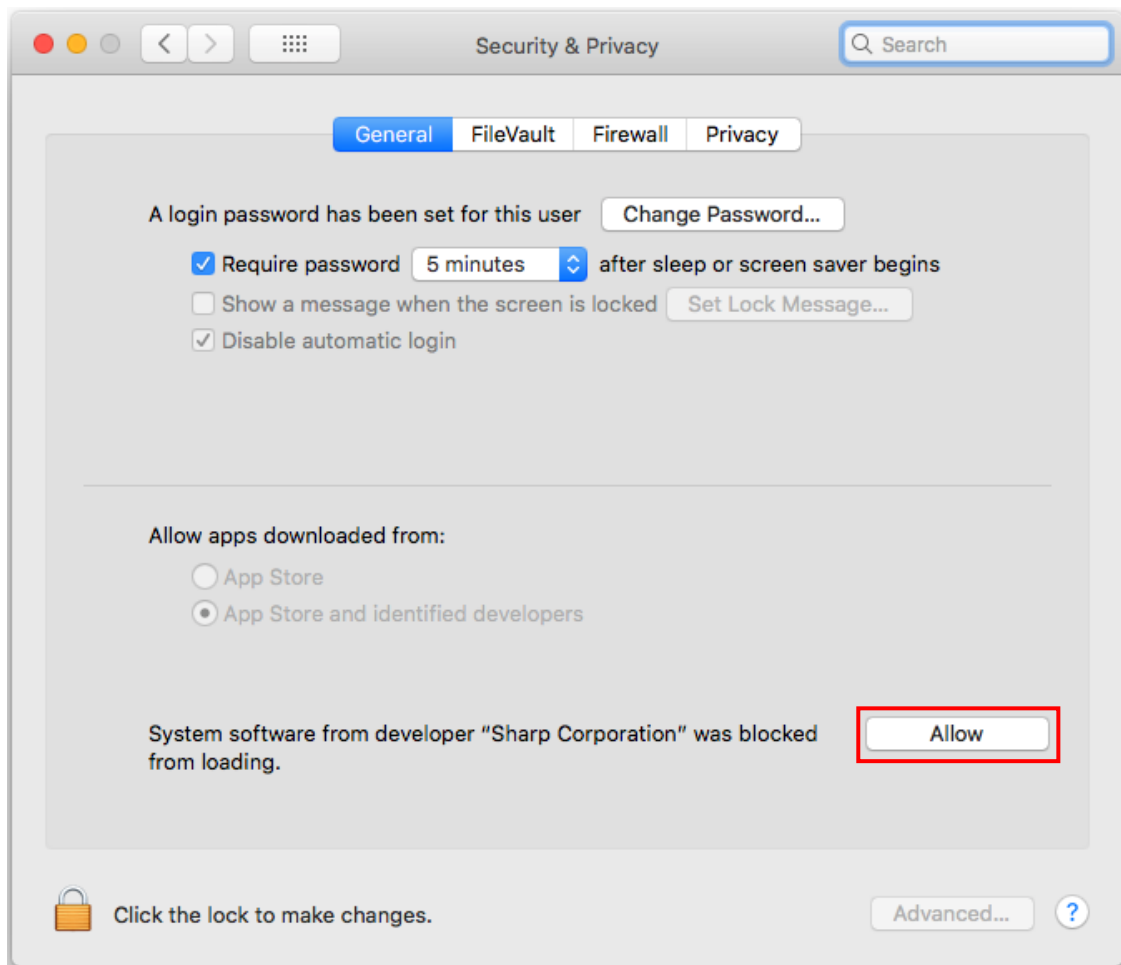 Security & Privacy
Search
General FileVault Firewall Privacy
A login password has been set for this user Change Password...
Require password 5 minutes after sleep or screen saver begins
Show a message when the screen is locked Set Lock Message...
Disable automatic login
Allow apps downloaded from:
App Store
App Store and identified developers
System software from developer “Sharp Corporation” was blocked
from loading.
Allow
Click the lock to make changes.
Advanced...
?